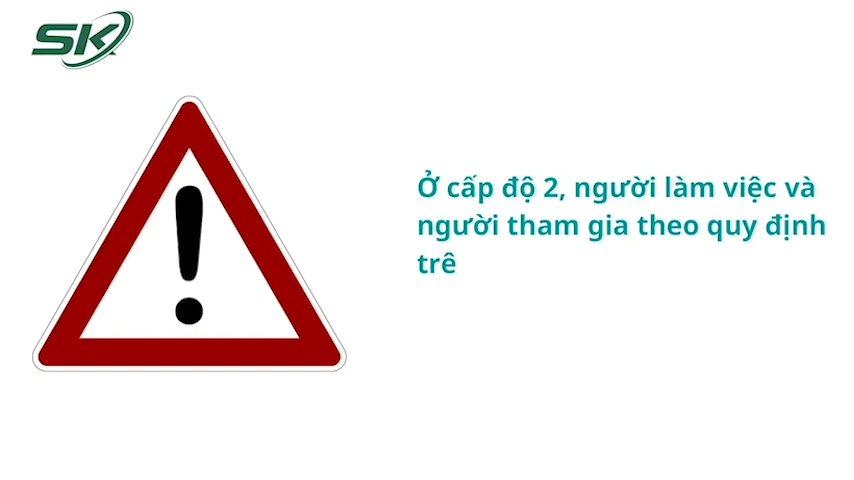 SK
Ở cấp độ 2, người làm việc và
người tham gia theo quy định
trê